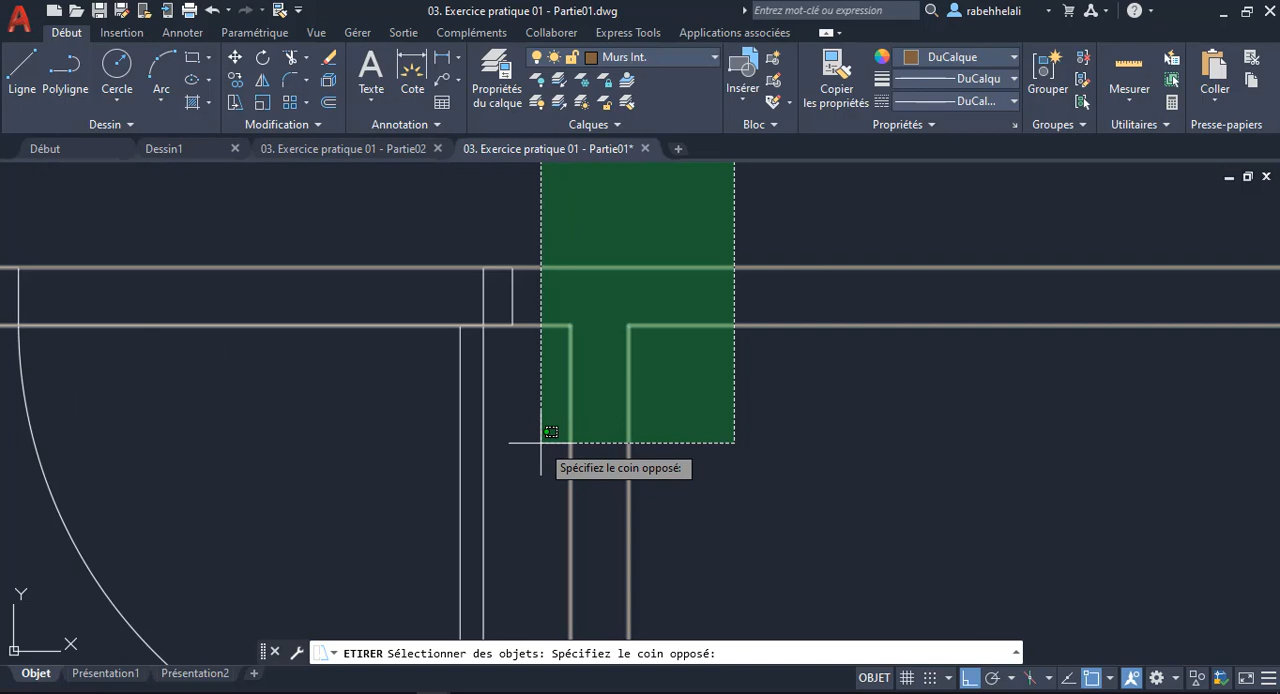 03. Exercice pratique 01 - Partie01.dwg
Entrez mot-clé ou expression
rabehhelali
Début
Insertion
Annoter
Paramétrique
Vue
Gérer
Sortie
Compléments
Collaborer
Express Tools
Applications associées
Ligne
Polyligne
Cercle
Arc
Texte
Cote
Propriétés
du calque
Murs Int.
Insérer
Copier
les propriétés
DuCalque
DuCalqu
DuCal...
Grouper
Mesurer
Coller
Dessin
Modification
Annotation
Calques
Bloc
Propriétés
Groupes
Utilitaires
Presse-papiers
Début
Dessin1
03. Exercice pratique 01 - Partie02
03. Exercice pratique 01 - Partie01*
Spécifiez le coin opposé:
Y
X
ETIRER Sélectionner des objets: Spécifiez le coin opposé:
Objet
Présentation1
Présentation2
OBJET